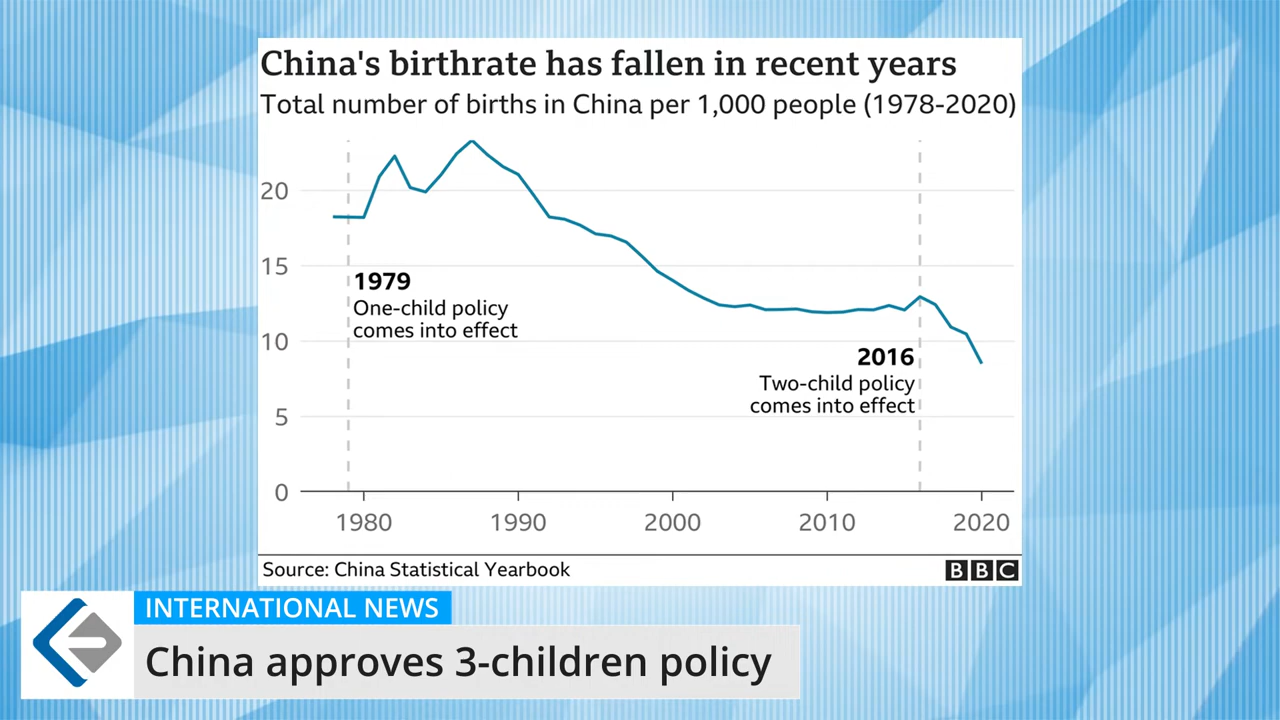 China's birthrate has fallen in recent years
Total number of births in China per 1,000 people (1978-2020)
20
15
1979
One-child policy
comes into effect
10
2016
Two-child policy
comes into effect
5
0
1980 1990 2000 2010 2020
Source: China Statistical Yearbook
BBC
INTERNATIONAL NEWS
China approves 3-children policy